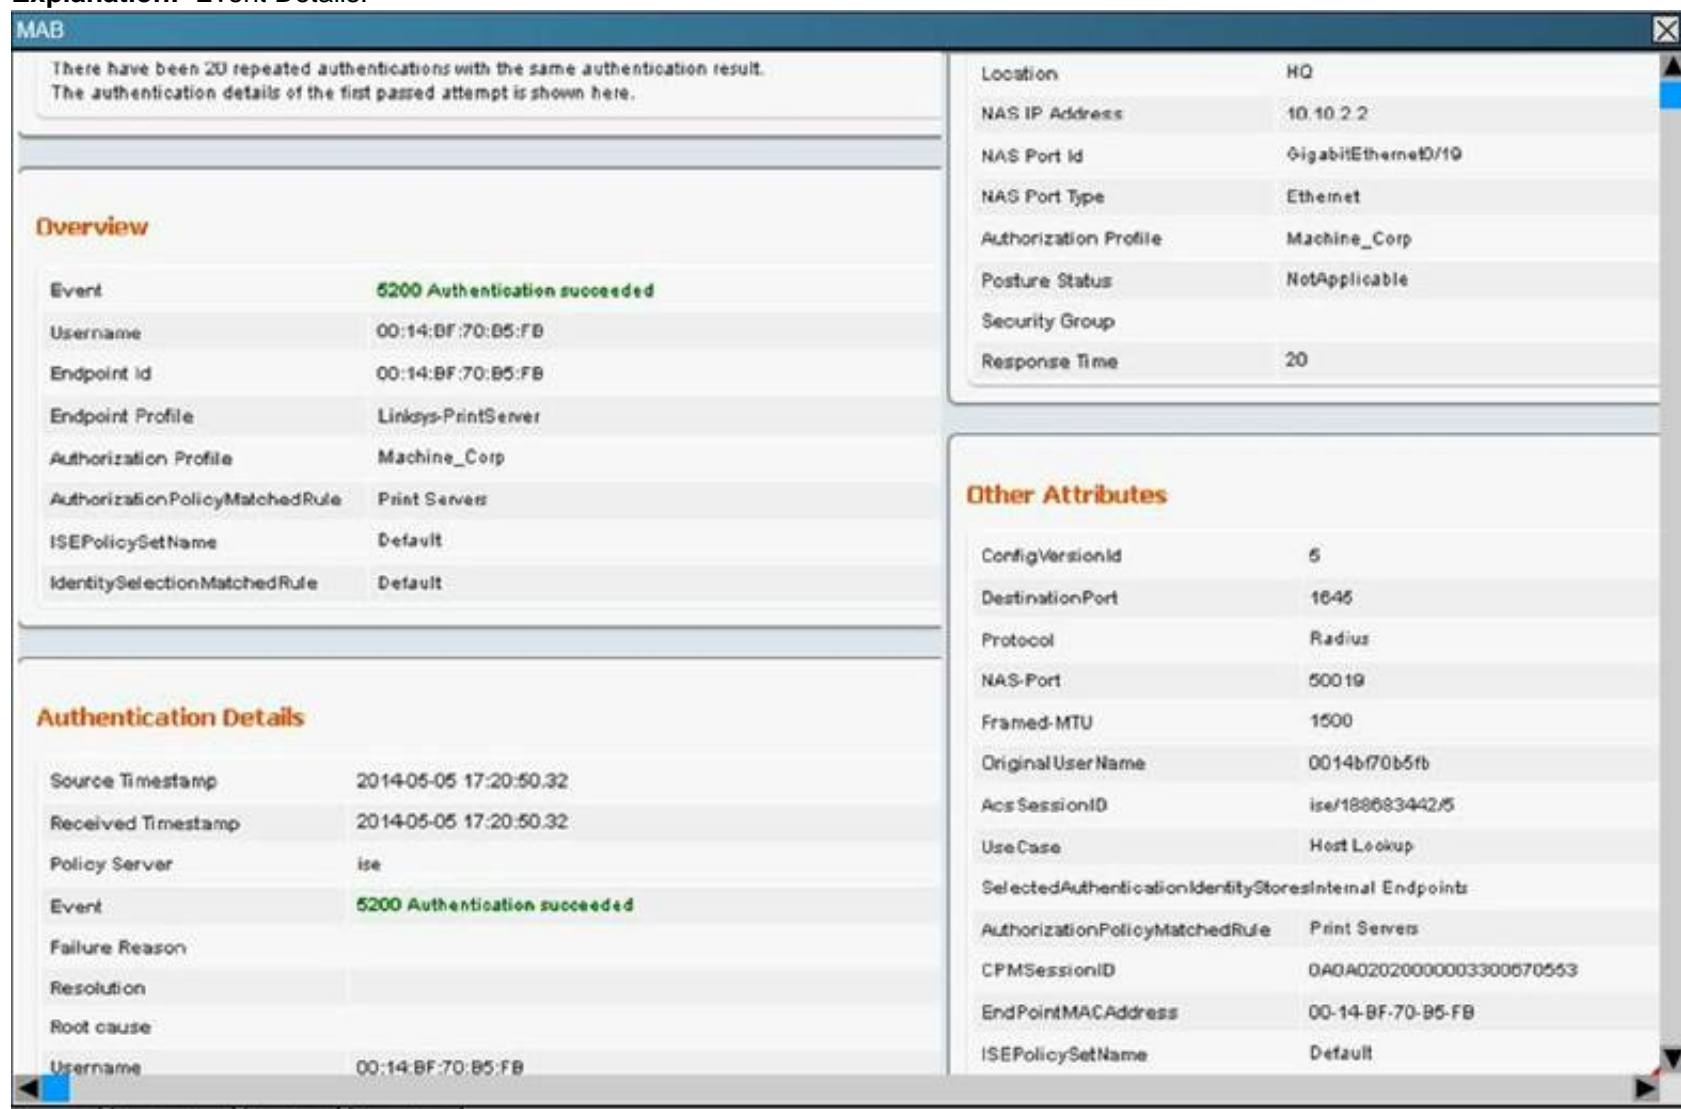 Explanation: Event Details:
MAB
There have been 20 repeated authentications with the same authentication result.
The authentication details of the first passed attempt is shown here.
Overview
Event 5200 Authentication succeeded
Username 00:14:BF:70:B5:FB
Endpoint Id 00:14:BF:70:B5:FB
Endpoint Profile Linksys-PrintServer
Authorization Profile Machine_Corp
AuthorizationPolicyMatchedRule Print Servers
ISEPolicySetName Default
IdentitySelectionMatchedRule Default
Authentication Details
Source Timestamp 2014-05-05 17:20:50.32
Received Timestamp 2014-05-05 17:20:50.32
Policy Server ise
Event 5200 Authentication succeeded
Failure Reason
Resolution
Root cause
Username 00:14:BF:70:B5:FB
Location HQ
NAS IP Address 10.10.2.2
NAS Port Id GigabitEthernet0/19
NAS Port Type Ethernet
Authorization Profile Machine_Corp
Posture Status NotApplicable
Security Group
Response Time 20
Other Attributes
ConfigVersionId 5
DestinationPort 1645
Protocol Radius
NAS-Port 50019
Framed-MTU 1500
OriginalUserName 0014bf70b5fb
AcsSessionID ise/188683442/5
UseCase Host Lookup
SelectedAuthenticationIdentityStoresInternal Endpoints
AuthorizationPolicyMatchedRule Print Servers
CPMSessionID 0A0A02020000003300670553
EndPointMACAddress 00-14-BF-70-B5-FB
ISEPolicySetName Default